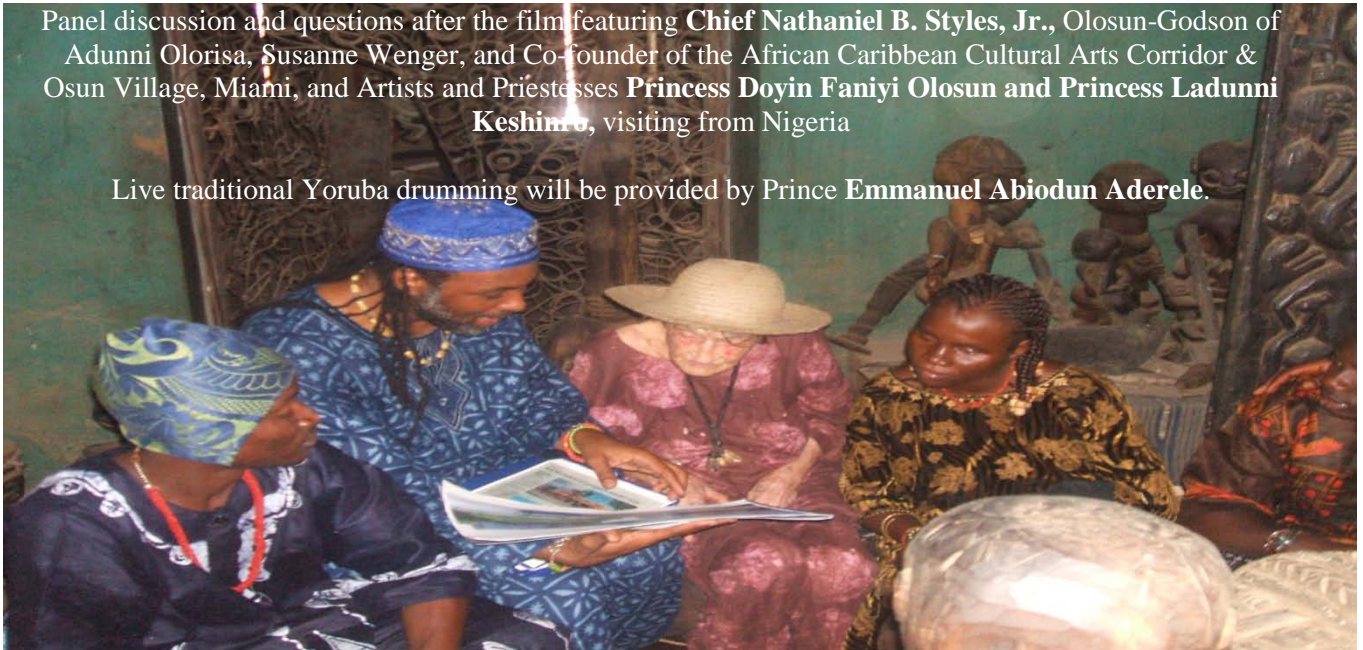 Panel discussion and questions after the film featuring Chief Nathaniel B. Styles, Jr., Olosun-Godson of
Adunni Olorisa, Susanne Wenger, and Co-founder of the African Caribbean Cultural Arts Corridor &
Osun Village, Miami, and Artists and Priestesses Princess Doyin Faniyi Olosun and Princess Ladunni
Keshinro, visiting from Nigeria
Live traditional Yoruba drumming will be provided by Prince Emmanuel Abiodun Aderele.